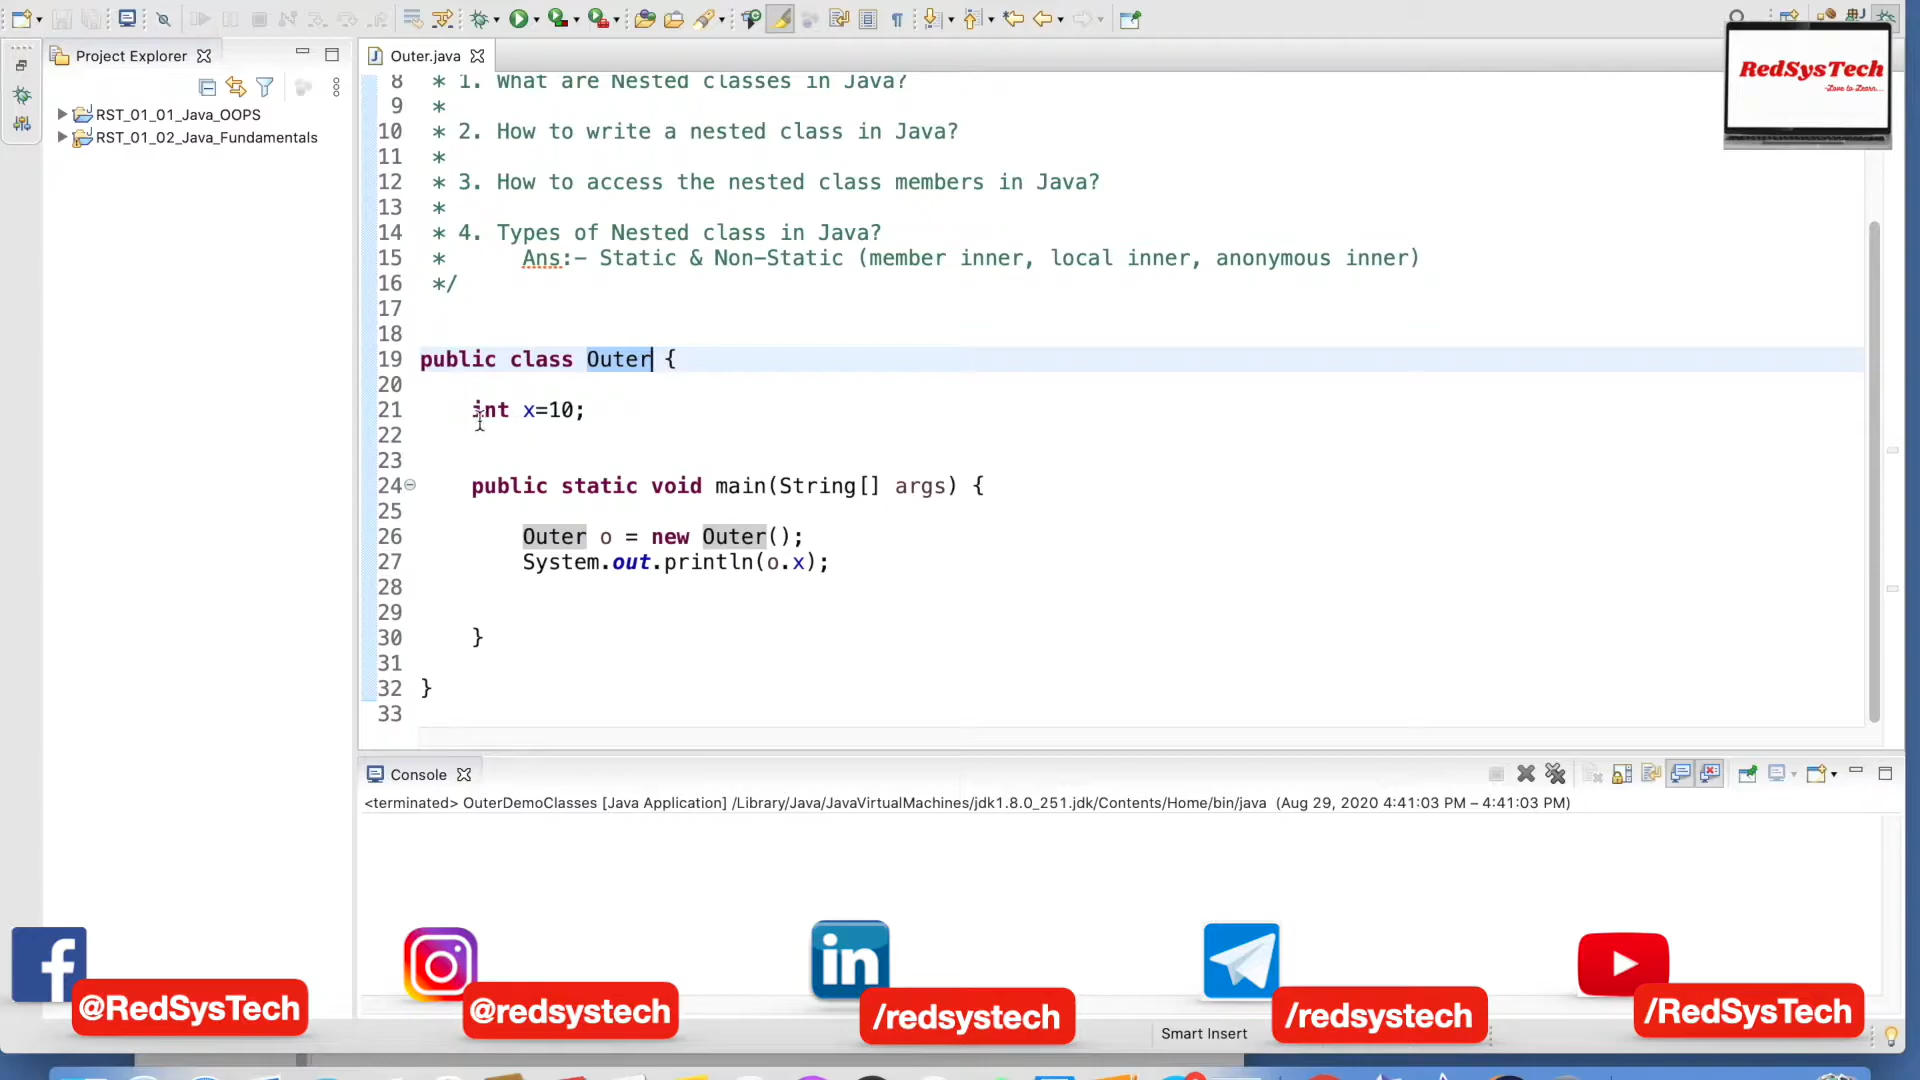 Project Explorer
RST_01_01_Java_OOPS
RST_01_02_Java_Fundamentals
Outer.java
RedSysTech
-Love to Learn...
8 * 1. What are Nested classes in Java?
9 *
10 * 2. How to write a nested class in Java?
11 *
12 * 3. How to access the nested class members in Java?
13 *
14 * 4. Types of Nested class in Java?
15 * Ans:- Static & Non-Static (member inner, local inner, anonymous inner)
16 */
17
18
19 public class Outer {
20
21 int x=10;
22
23
24 public static void main(String[] args) {
25
26 Outer o = new Outer();
27 System.out.println(o.x);
28
29
30 }
31
32 }
33
Console
<terminated> OuterDemoClasses [Java Application] /Library/Java/JavaVirtualMachines/jdk1.8.0_251.jdk/Contents/Home/bin/java (Aug 29, 2020 4:41:03 PM – 4:41:03 PM)
@RedSysTech
@redsystech
/redsystech
/redsystech
/RedSysTech
Smart Insert